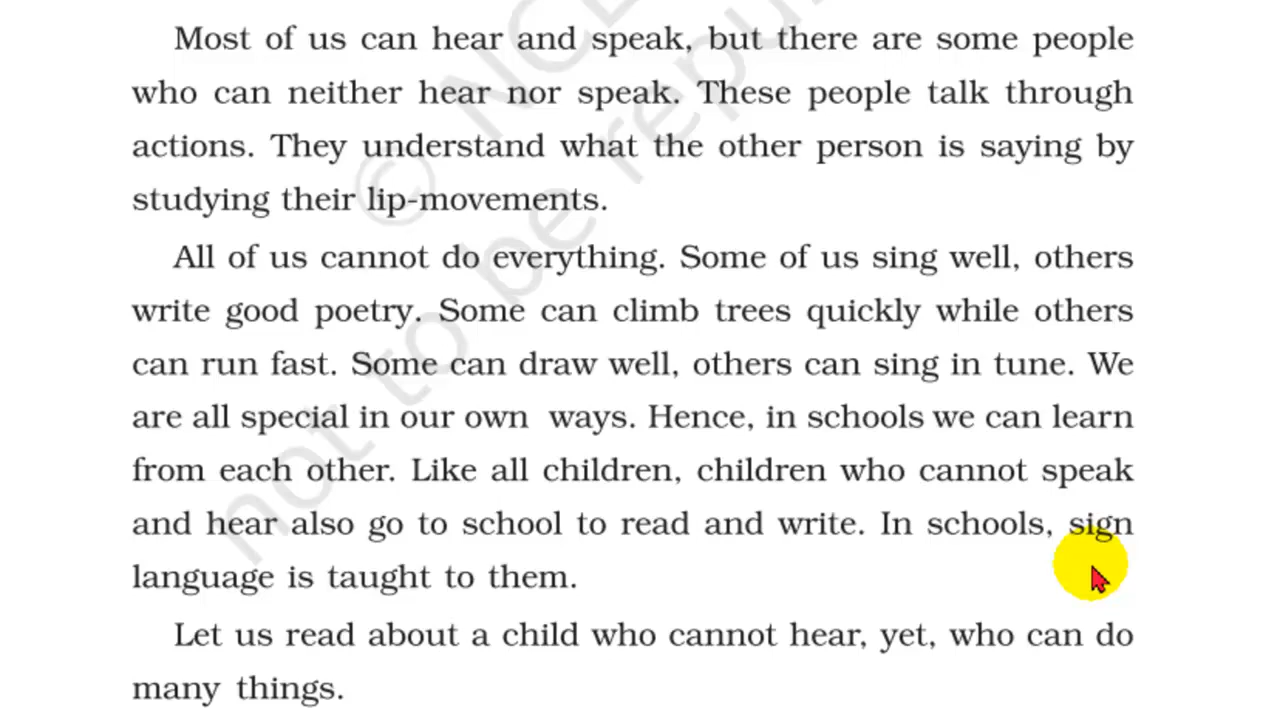 Most of us can hear and speak, but there are some people
who can neither hear nor speak. These people talk through
actions. They understand what the other person is saying by
studying their lip-movements.
All of us cannot do everything. Some of us sing well, others
write good poetry. Some can climb trees quickly while others
can run fast. Some can draw well, others can sing in tune. We
are all special in our own ways. Hence, in schools we can learn
from each other. Like all children, children who cannot speak
and hear also go to school to read and write. In schools, sign
language is taught to them.
Let us read about a child who cannot hear, yet, who can do
many things.
© NCE
not to be repu